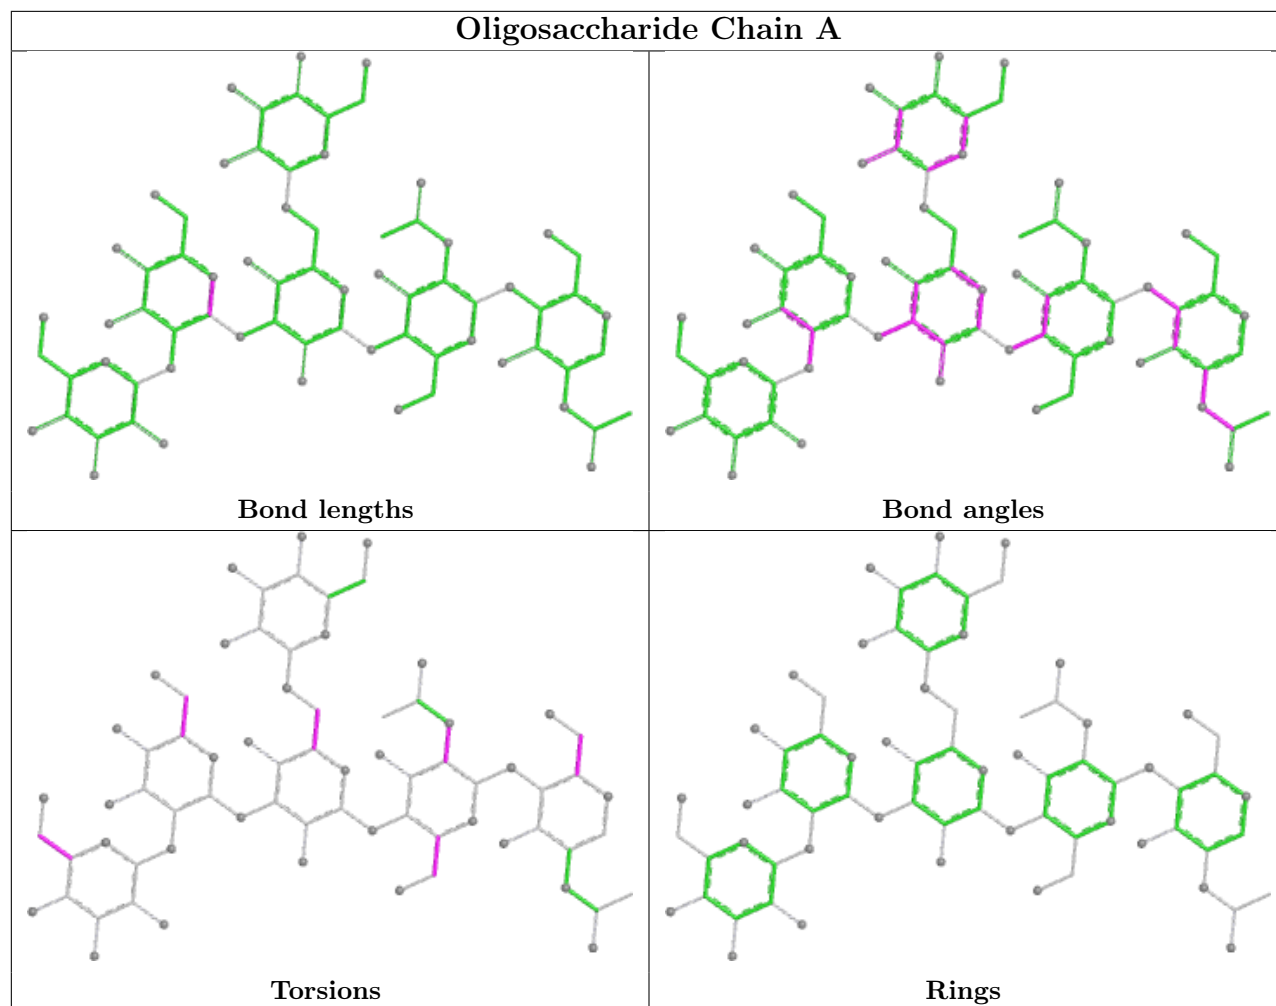 Oligosaccharide Chain A
Bond lengths
Bond angles
Torsions
Rings